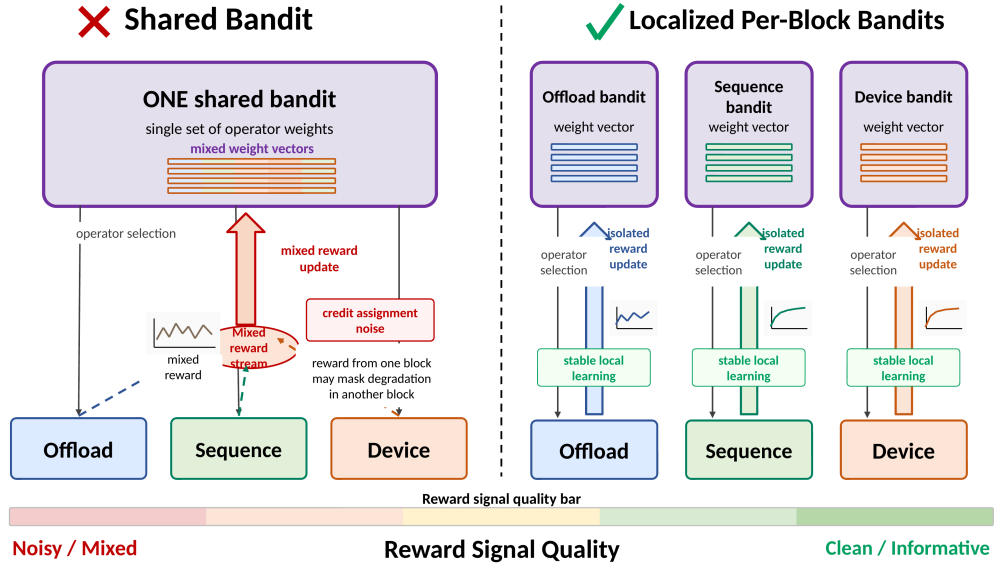 Shared Bandit
Localized Per-Block Bandits
ONE shared bandit
single set of operator weights
mixed weight vectors
operator selection
mixed reward
update
credit assignment
noise
Mixed
reward
stream
mixed
reward
reward from one block
may mask degradation
in another block
Offload
Sequence
Device
Offload bandit
weight vector
Sequence
bandit
weight vector
Device bandit
weight vector
operator
selection
isolated
reward
update
operator
selection
isolated
reward
update
operator
selection
isolated
reward
update
stable local
learning
stable local
learning
stable local
learning
Offload
Sequence
Device
Reward signal quality bar
Noisy / Mixed
Reward Signal Quality
Clean / Informative